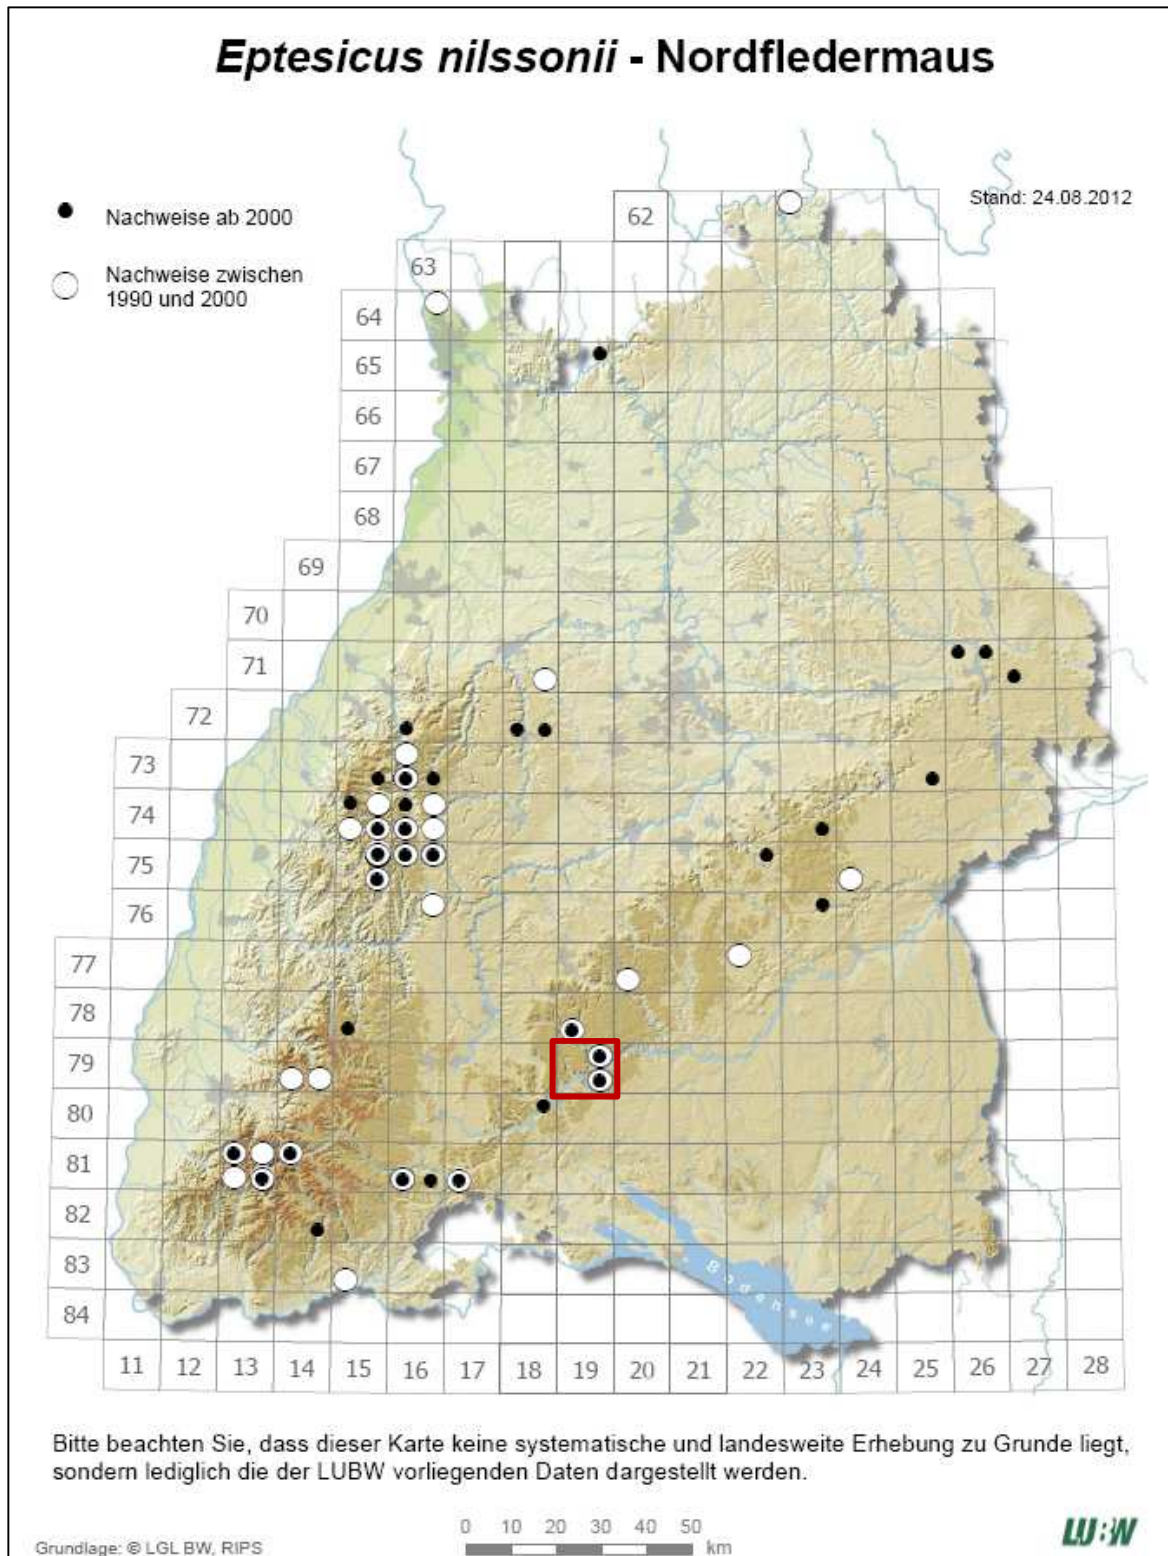 Eptesicus nilssonii - Nordfledermaus
Stand: 24.08.2012
Nachweise ab 2000
Nachweise zwischen
1990 und 2000
62
63
64
65
66
67
68
69
70
71
72
73
74
75
76
77
78
79
80
81
82
83
84
Bodensee
11 12 13 14 15 16 17 18 19 20 21 22 23 24 25 26 27 28
Bitte beachten Sie, dass dieser Karte keine systematische und landesweite Erhebung zu Grunde liegt,
sondern lediglich die der LUBW vorliegenden Daten dargestellt werden.
0 10 20 30 40 50
km
Grundlage: © LGL BW, RIPS
LUBW